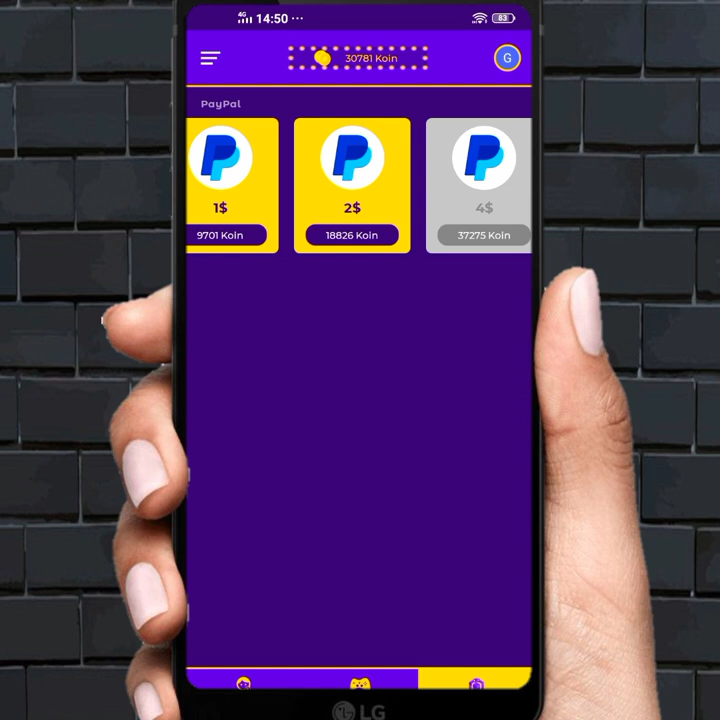 4G 14:50 ... 83
30781 Koin G
PayPal
1$ 2$ 4$
9701 Koin 18826 Koin 37275 Koin
LG